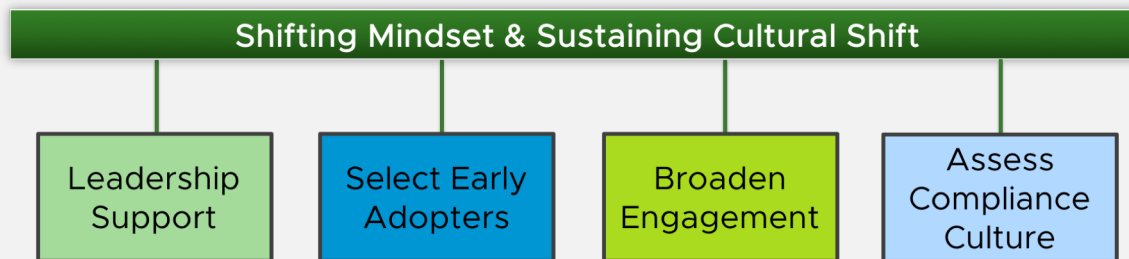 Shifting Mindset & Sustaining Cultural Shift
Leadership
Support
Select Early
Adopters
Broaden
Engagement
Assess
Compliance
Culture